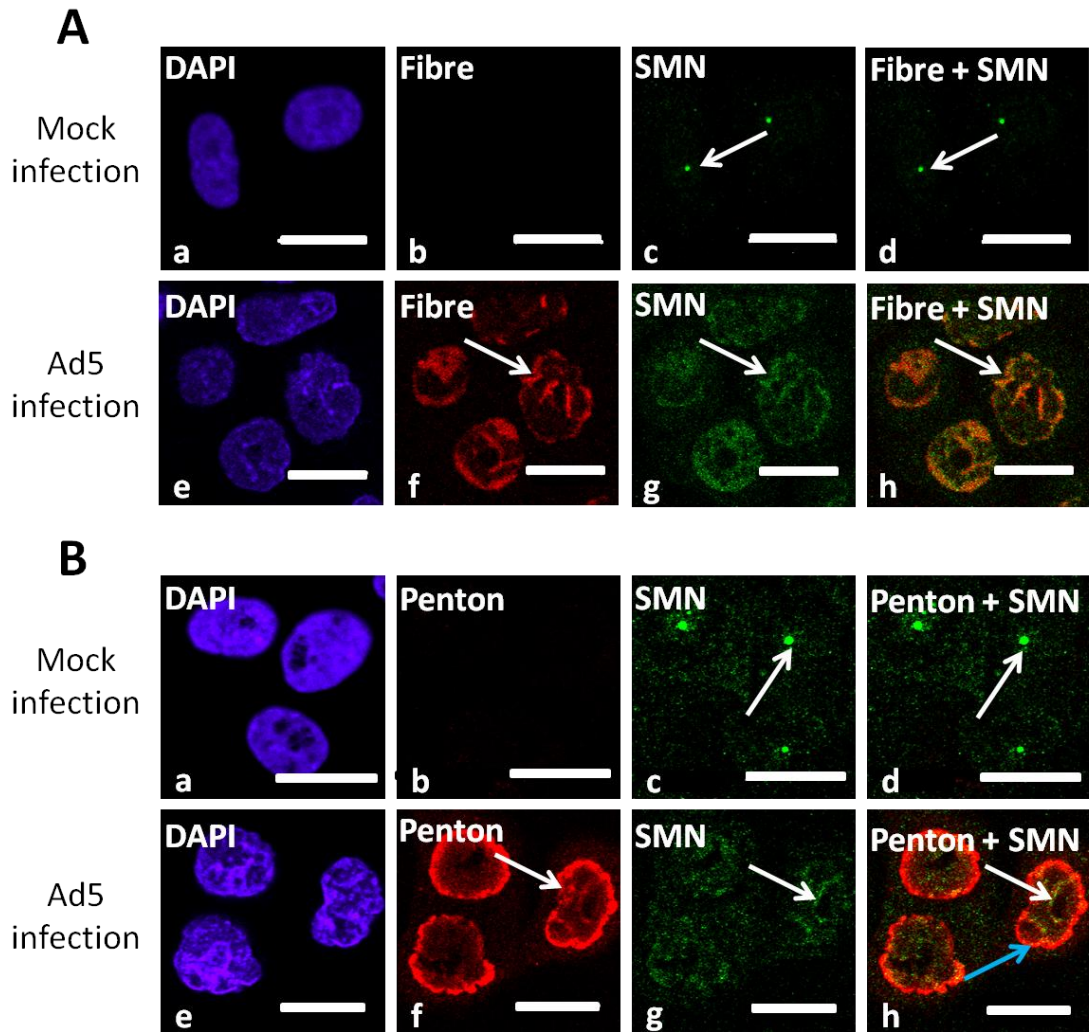 A
Mock
infection
DAPI
a
Fibre
b
SMN
c
Fibre + SMN
d
Ad5
infection
DAPI
e
Fibre
f
SMN
g
Fibre + SMN
h
B
Mock
infection
DAPI
a
Penton
b
SMN
c
Penton + SMN
d
Ad5
infection
DAPI
e
Penton
f
SMN
g
Penton + SMN
h